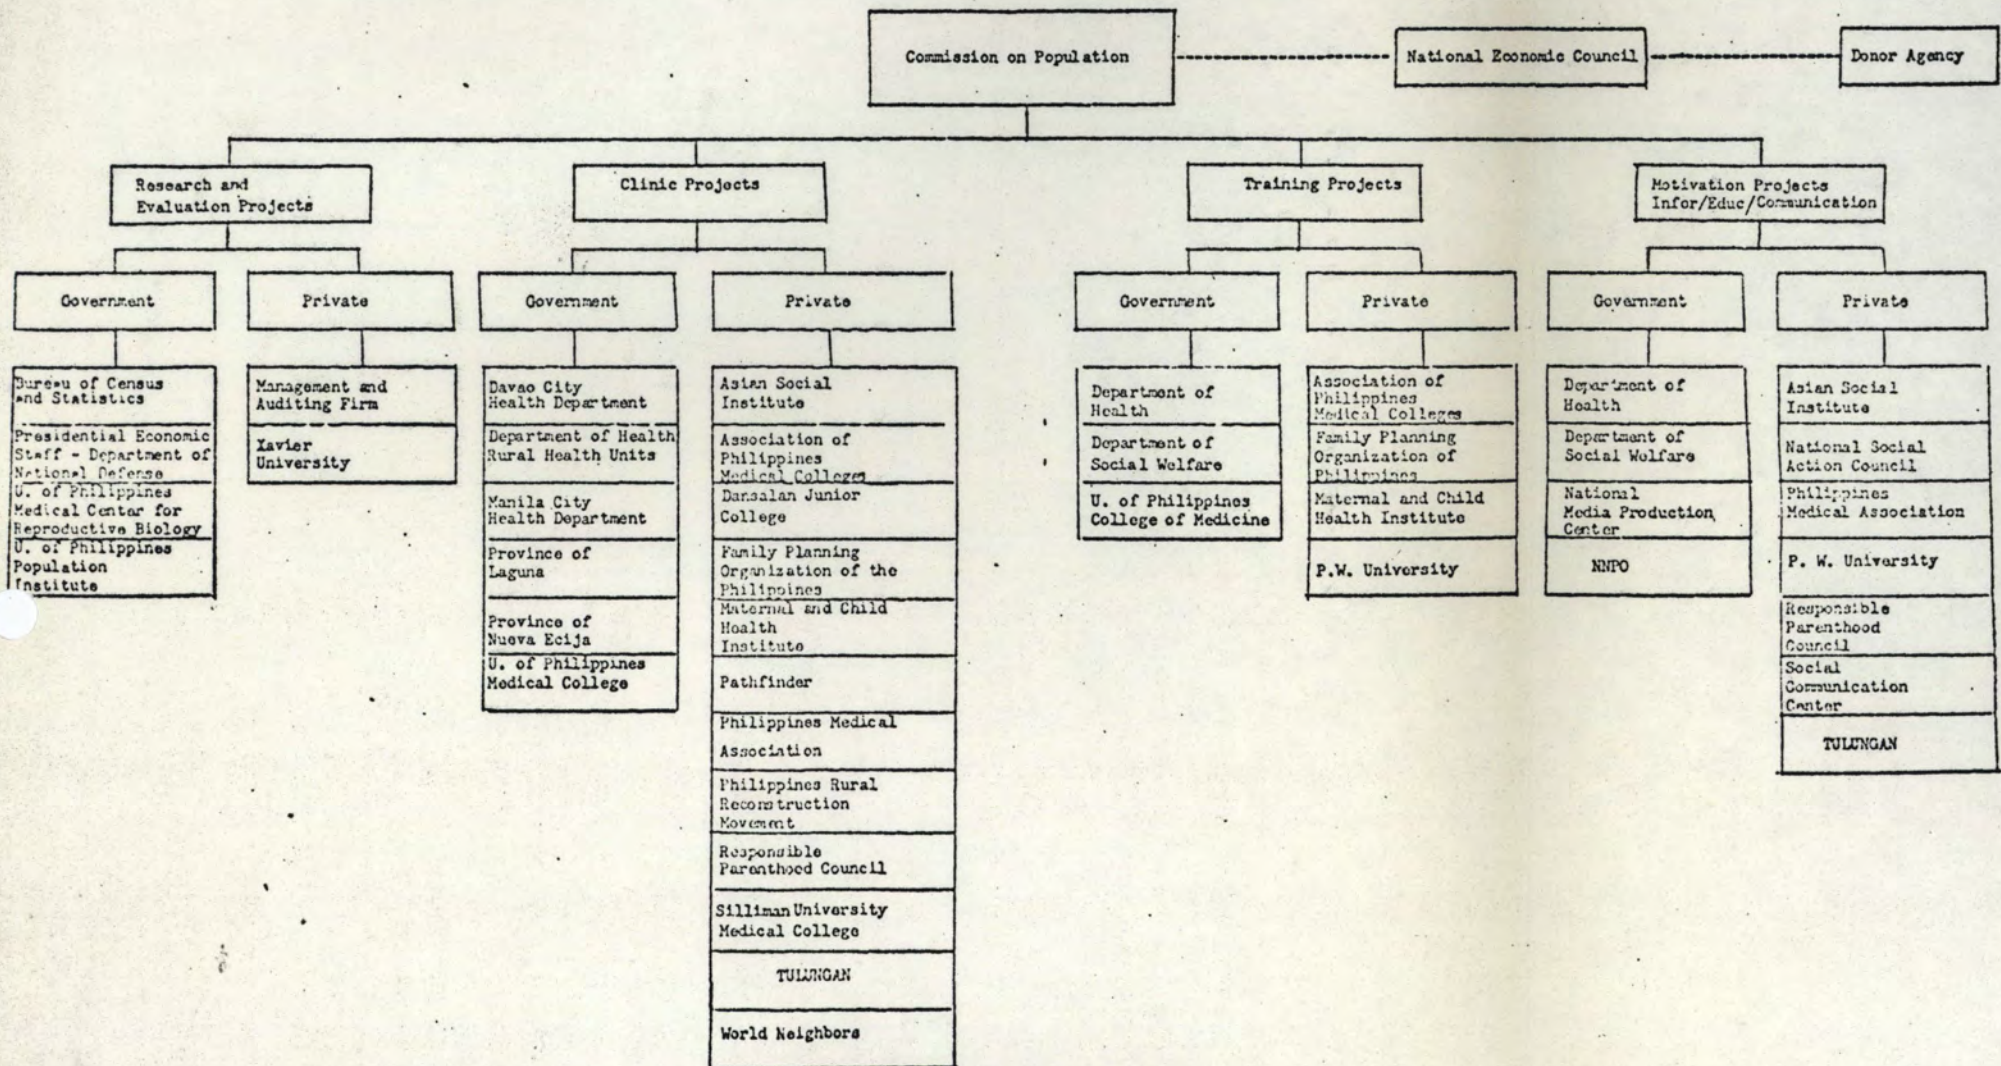 Commission on Population
National Economic Council
Donor Agency
Research and
Evaluation Projects
Clinic Projects
Training Projects
Motivation Projects
Infor/Educ/Communication
Government
Private
Government
Private
Government
Private
Government
Private
Bureau of Census
and Statistics
Presidential Economic
Staff - Department of
National Defense
U. of Philippines
Medical Center for
Reproductive Biology
U. of Philippines
Population
Institute
Management and
Auditing Firm
Xavier
University
Davao City
Health Department
Department of Health
Rural Health Units
Manila City
Health Department
Province of
Laguna
Province of
Nueva Ecija
U. of Philippines
Medical College
Asian Social
Institute
Association of
Philippines
Medical Colleges
Dansalan Junior
College
Family Planning
Organization of the
Philippines
Maternal and Child
Health
Institute
Pathfinder
Philippines Medical
Association
Philippines Rural
Reconstruction
Movement
Responsible
Parenthood Council
Silliman University
Medical College
TULUNGAN
World Neighbors
Department of
Health
Department of
Social Welfare
U. of Philippines
College of Medicine
Association of
Philippines
Medical Colleges
Family Planning
Organization of
Philippines
Maternal and Child
Health Institute
P.W. University
Department of
Health
Department of
Social Welfare
National
Media Production
Center
NNPO
Asian Social
Institute
National Social
Action Council
Philippines
Medical Association
P. W. University
Responsible
Parenthood
Council
Social
Communication
Center
TULUNGAN